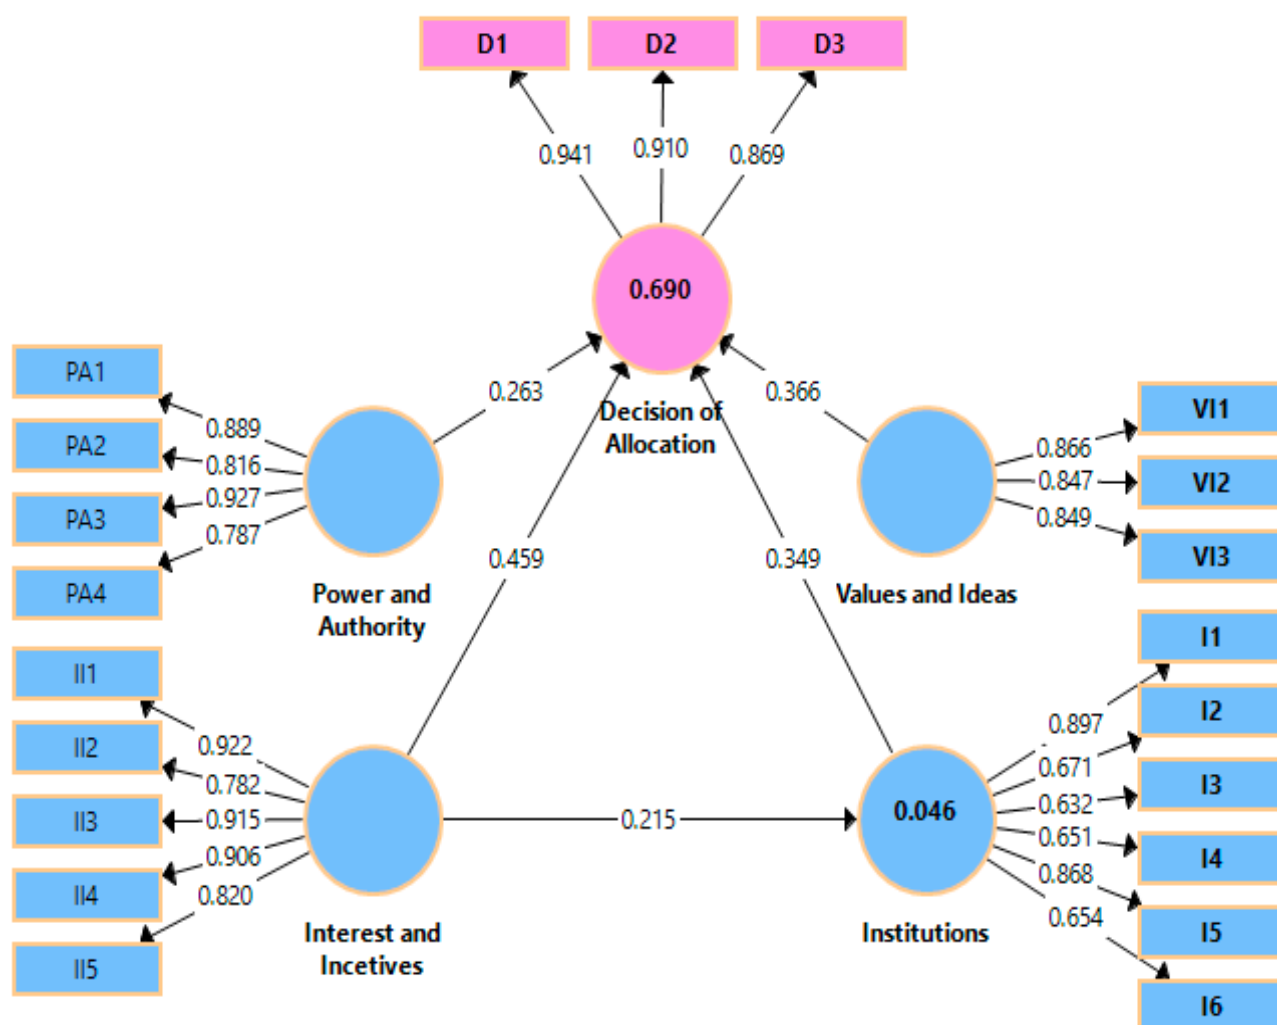 D1
D2
D3
0.941
0.910
0.869
0.690
PA1
PA2
PA3
PA4
0.889
0.816
0.927
0.787
0.263
0.366
Decision of
Allocation
VI1
VI2
VI3
0.866
0.847
0.849
0.459
0.349
Power and
Authority
Values and Ideas
II1
II2
II3
II4
II5
0.922
0.782
0.915
0.906
0.820
0.215
0.046
I1
I2
I3
I4
I5
I6
0.897
0.671
0.632
0.651
0.868
0.654
Interest and
Incetives
Institutions